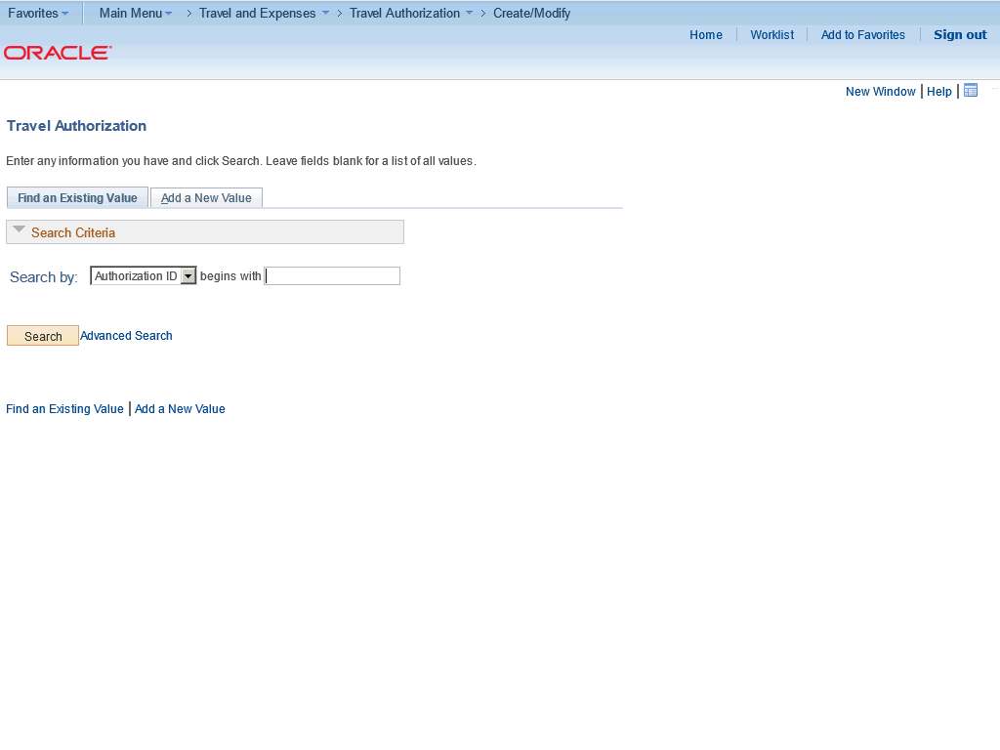 Favorites Main Menu > Travel and Expenses > Travel Authorization > Create/Modify
Home Worklist Add to Favorites Sign out
ORACLE
New Window | Help |
Travel Authorization
Enter any information you have and click Search. Leave fields blank for a list of all values.
Find an Existing Value Add a New Value
Search Criteria
Search by: Authorization ID begins with
Search Advanced Search
Find an Existing Value | Add a New Value